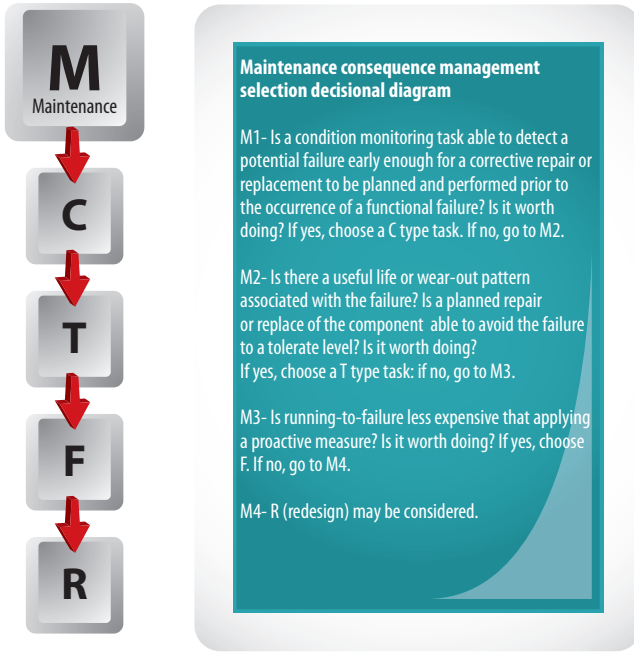 M
Maintenance
C
T
F
R
Maintenance consequence management
selection decisional diagram
M1- Is a condition monitoring task able to detect a
potential failure early enough for a corrective repair or
replacement to be planned and performed prior to
the occurrence of a functional failure? Is it worth
doing? If yes, choose a C type task. If no, go to M2.
M2- Is there a useful life or wear-out pattern
associated with the failure? Is a planned repair
or replace of the component able to avoid the failure
to a tolerate level? Is it worth doing?
If yes, choose a T type task: if no, go to M3.
M3- Is running-to-failure less expensive that applying
a proactive measure? Is it worth doing? If yes, choose
F. If no, go to M4.
M4- R (redesign) may be considered.